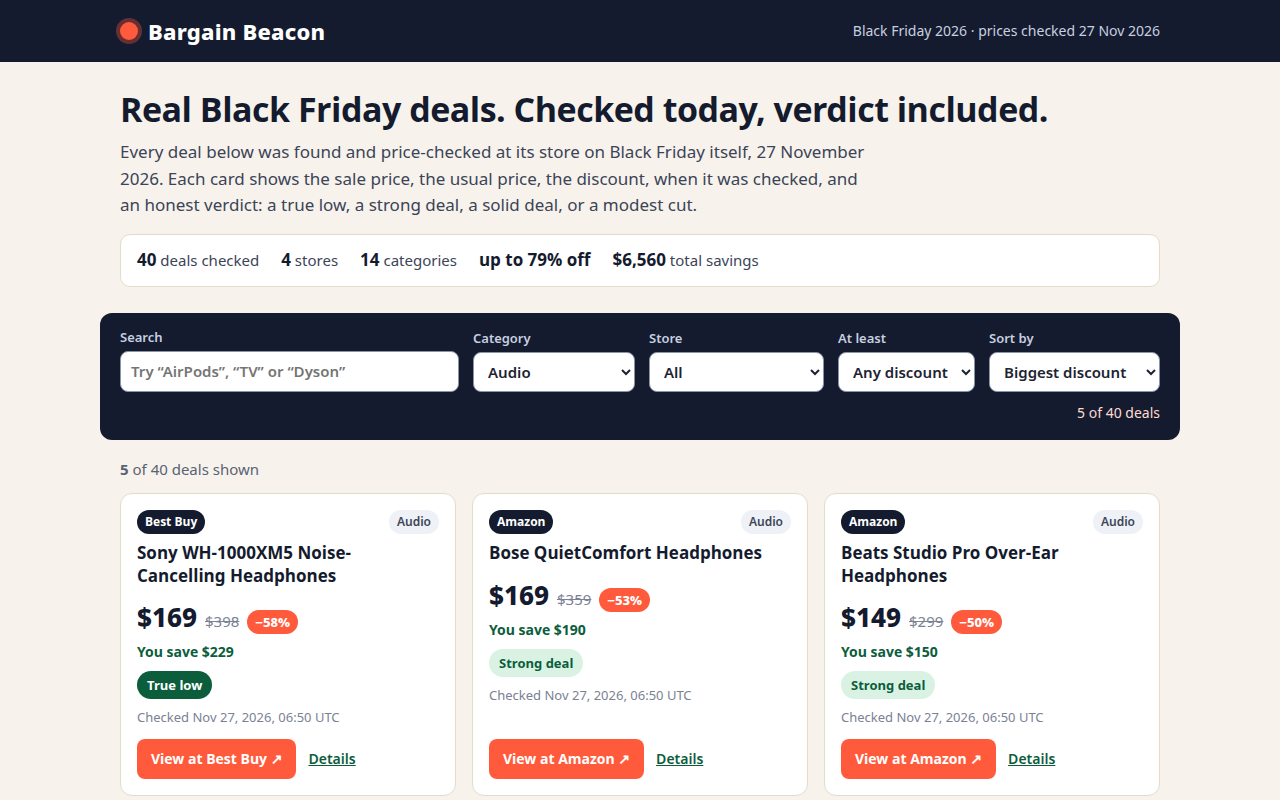 Bargain Beacon
Black Friday 2026 · prices checked 27 Nov 2026
Real Black Friday deals. Checked today, verdict included.
Every deal below was found and price-checked at its store on Black Friday itself, 27 November
2026. Each card shows the sale price, the usual price, the discount, when it was checked, and
an honest verdict: a true low, a strong deal, a solid deal, or a modest cut.
40 deals checked 4 stores 14 categories up to 79% off $6,560 total savings
Search Category Store At least Sort by
Try “AirPods”, “TV” or “Dyson” Audio All Any discount Biggest discount
5 of 40 deals
5 of 40 deals shown
Best Buy Audio
Sony WH-1000XM5 Noise-
Cancelling Headphones
$169 $398 −58%
You save $229
True low
Checked Nov 27, 2026, 06:50 UTC
View at Best Buy ↗ Details
Amazon Audio
Bose QuietComfort Headphones
$169 $359 −53%
You save $190
Strong deal
Checked Nov 27, 2026, 06:50 UTC
View at Amazon ↗ Details
Amazon Audio
Beats Studio Pro Over-Ear
Headphones
$149 $299 −50%
You save $150
Strong deal
Checked Nov 27, 2026, 06:50 UTC
View at Amazon ↗ Details